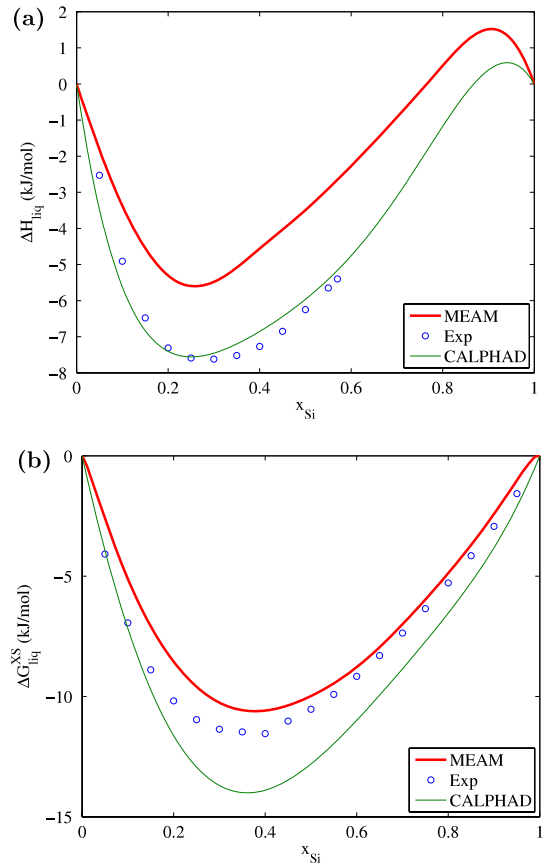 (a)
2
1
0
−1
−2
−3
−4
−5
−6
−7
−8
ΔH_liq (kJ/mol)
0
0.2
0.4
0.6
0.8
1
x_Si
MEAM
Exp
CALPHAD
(b)
0
−5
−10
−15
ΔG^XS_liq (kJ/mol)
0
0.2
0.4
0.6
0.8
1
x_Si
MEAM
Exp
CALPHAD